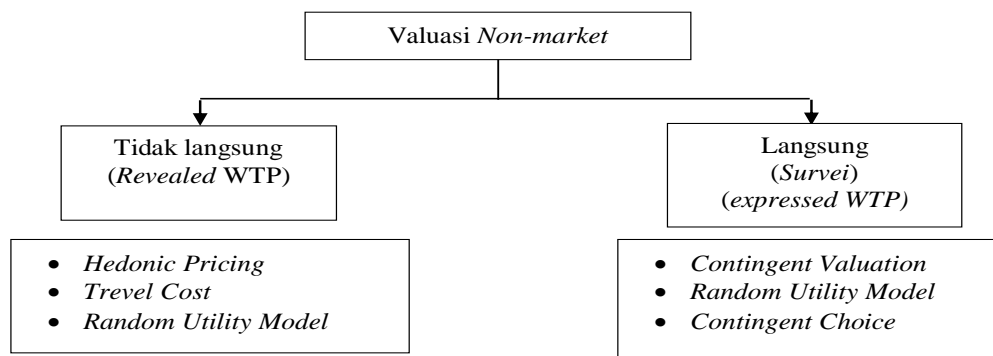 Valuasi Non-market
Tidak langsung
(Revealed WTP)
Langsung
(Survei)
(expressed WTP)
• Hedonic Pricing
• Trevel Cost
• Random Utility Model
• Contingent Valuation
• Random Utility Model
• Contingent Choice